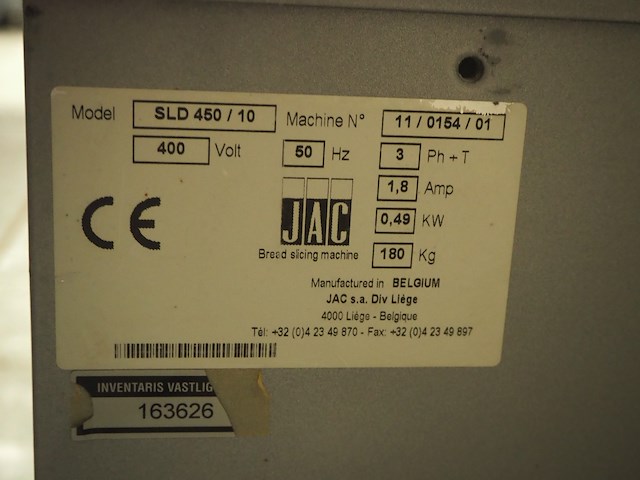 Model SLD 450 / 10 Machine N° 11 / 0154 / 01
400 Volt 50 Hz 3 Ph + T
1,8 Amp
CE JAC 0,49 KW
Bread slicing machine 180 Kg
Manufactured in BELGIUM
JAC s.a. Div Liége
4000 Liége - Belgique
Tél: +32 (0)4 23 49 870 - Fax: +32 (0)4 23 49 897
INVENTARIS
163626